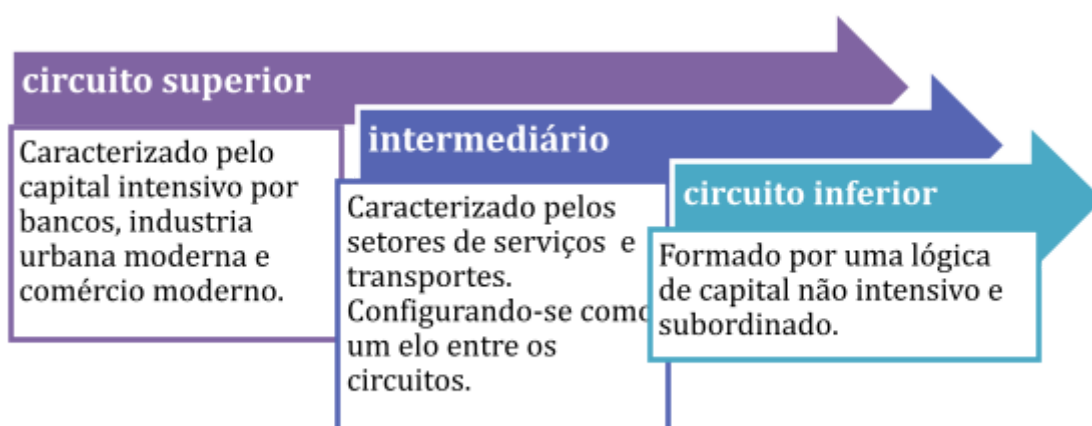 circuito superior
Caracterizado pelo
capital intensivo por
bancos, industria
urbana moderna e
comércio moderno.
intermediário
Caracterizado pelos
setores de serviços e
transportes.
Configurando-se como
um elo entre os
circuitos.
circuito inferior
Formado por uma lógica
de capital não intensivo e
subordinado.